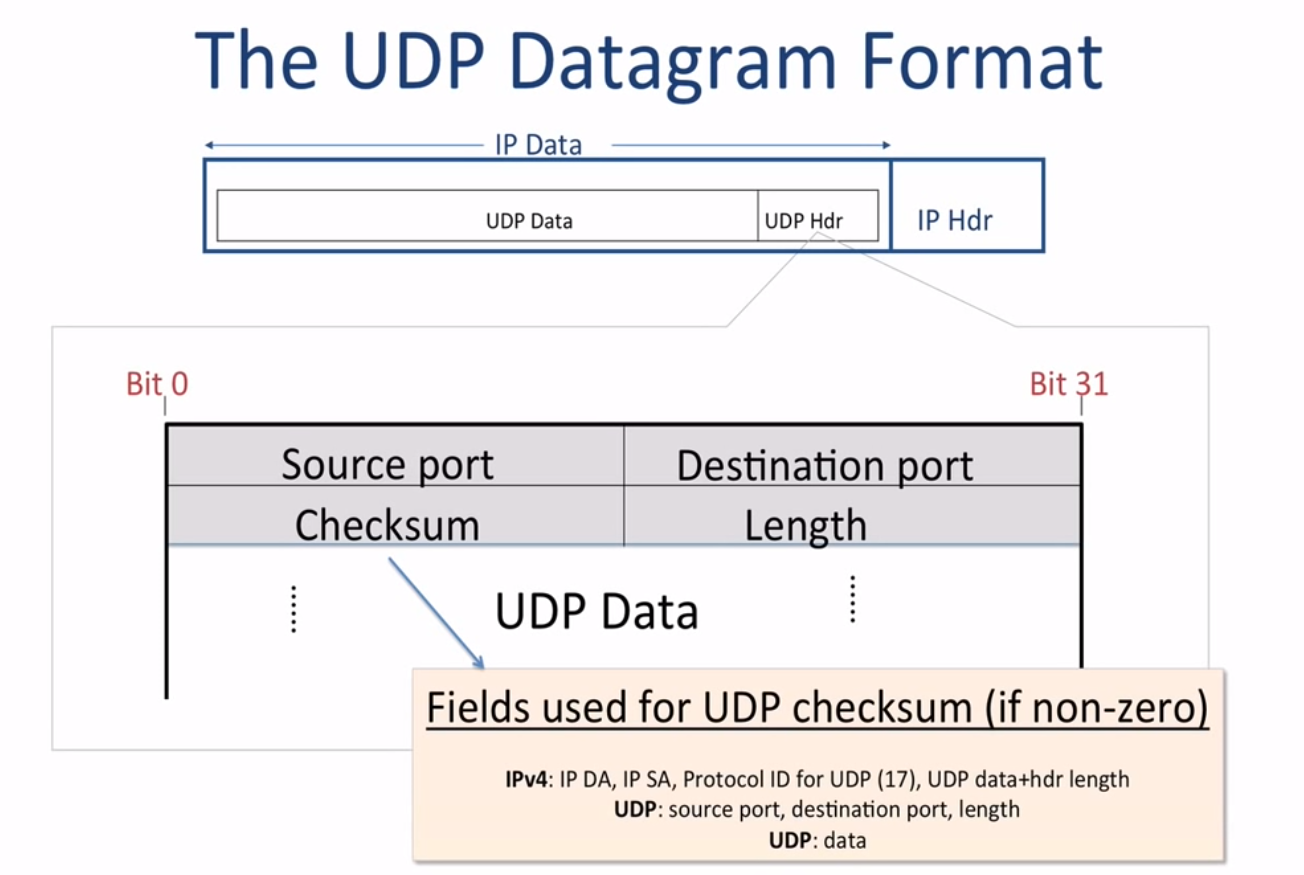 The UDP Datagram Format
IP Data
UDP Data
UDP Hdr
IP Hdr
Bit 0
Bit 31
Source port
Destination port
Checksum
Length
UDP Data
Fields used for UDP checksum (if non-zero)
IPv4: IP DA, IP SA, Protocol ID for UDP (17), UDP data+hdr length
UDP: source port, destination port, length
UDP: data